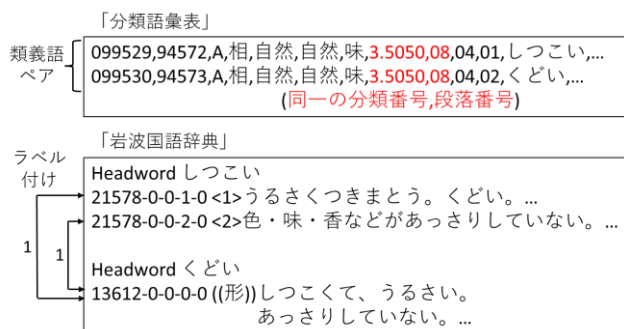 「分類語彙表」
類義語
ペア
099529,94572,A,相,自然,自然,味,3.5050,08,04,01,しつこい,...
099530,94573,A,相,自然,自然,味,3.5050,08,04,02,くどい,...
(同一の分類番号,段落番号)
「岩波国語辞典」
ラベル
付け
Headword しつこい
21578-0-0-1-0 <1>うるさくつきまとう。くどい。...
21578-0-0-2-0 <2>色・味・香などがあっさりしていない。...
1
1
Headword くどい
13612-0-0-0-0 ((形))しつこくて、うるさい。
あっさりしていない。...